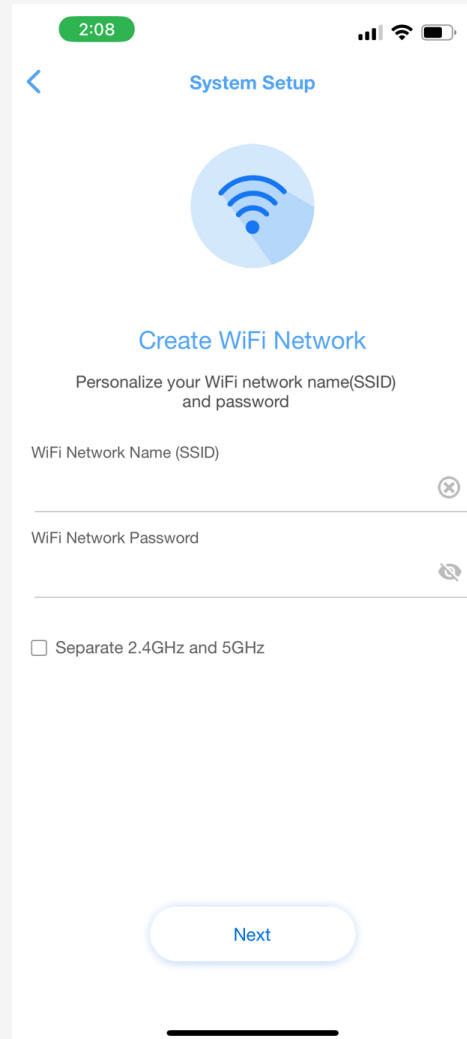 2:08
System Setup
Create WiFi Network
Personalize your WiFi network name(SSID)
and password
WiFi Network Name (SSID)
WiFi Network Password
Separate 2.4GHz and 5GHz
Next